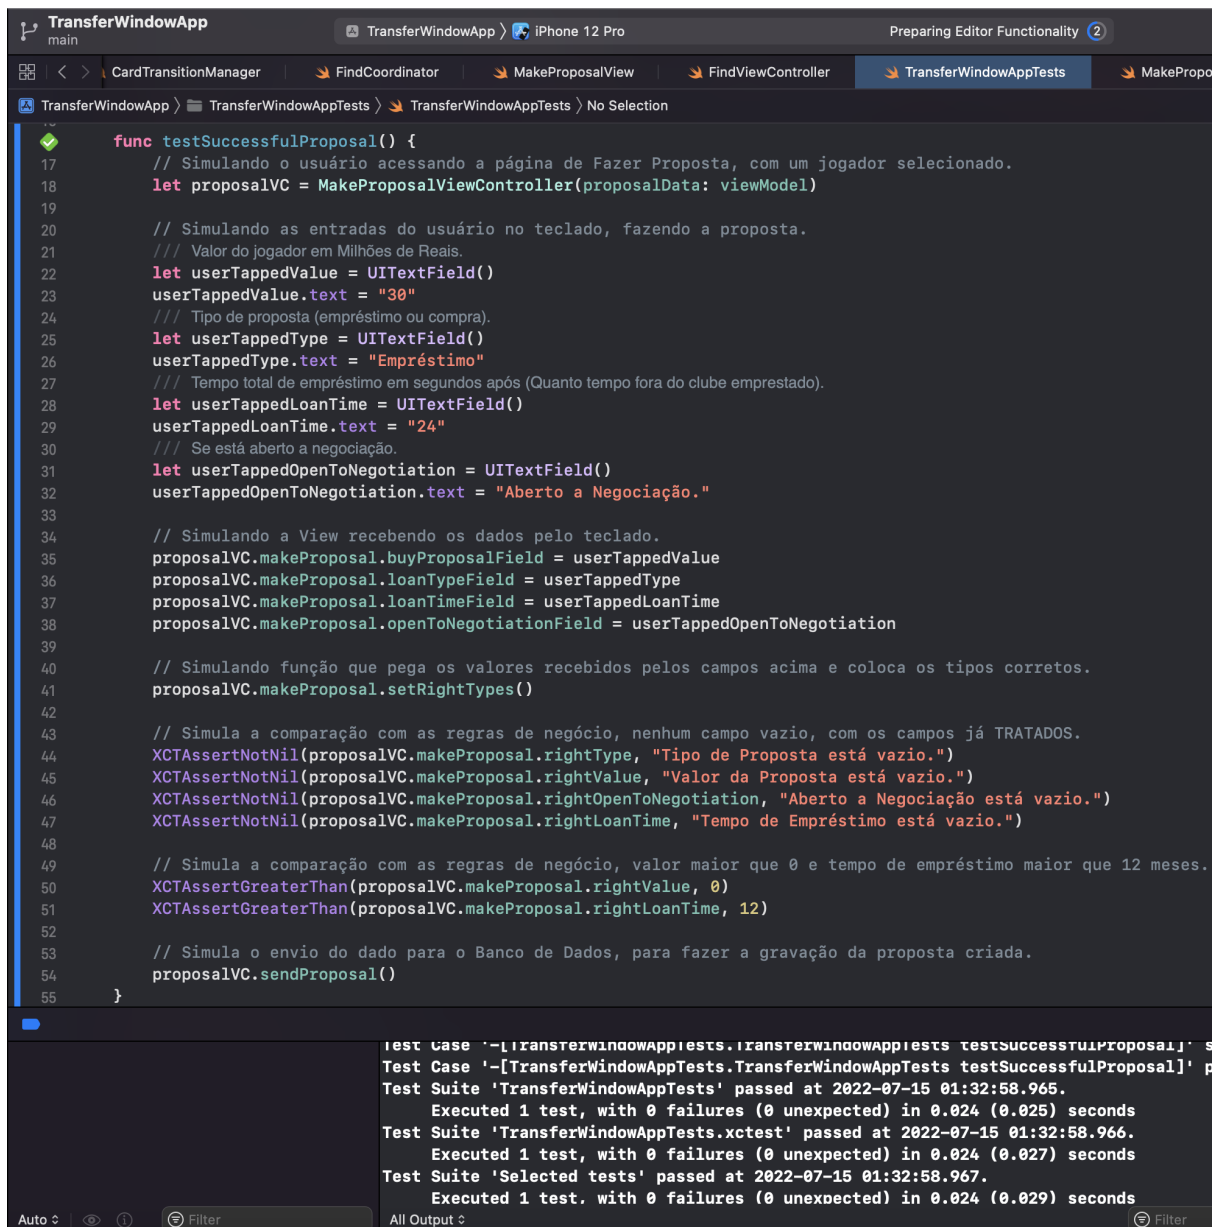 TransferWindowApp
main
TransferWindowApp 〉 iPhone 12 Pro
Preparing Editor Functionality 2
CardTransitionManager FindCoordinator MakeProposalView FindViewController TransferWindowAppTests
TransferWindowApp 〉 TransferWindowAppTests 〉 TransferWindowAppTests 〉 No Selection
func testSuccessfulProposal() {
17 // Simulando o usuário acessando a página de Fazer Proposta, com um jogador selecionado.
18 let proposalVC = MakeProposalViewController(proposalData: viewModel)
19
20 // Simulando as entradas do usuário no teclado, fazendo a proposta.
21 /// Valor do jogador em Milhões de Reais.
22 let userTappedValue = UITextField()
23 userTappedValue.text = "30"
24 /// Tipo de proposta (empréstimo ou compra).
25 let userTappedType = UITextField()
26 userTappedType.text = "Empréstimo"
27 /// Tempo total de empréstimo em segundos após (Quanto tempo fora do clube emprestado).
28 let userTappedLoanTime = UITextField()
29 userTappedLoanTime.text = "24"
30 /// Se está aberto a negociação.
31 let userTappedOpenToNegotiation = UITextField()
32 userTappedOpenToNegotiation.text = "Aberto a Negociação."
33
34 // Simulando a View recebendo os dados pelo teclado.
35 proposalVC.makeProposal.buyProposalField = userTappedValue
36 proposalVC.makeProposal.loanTypeField = userTappedType
37 proposalVC.makeProposal.loanTimeField = userTappedLoanTime
38 proposalVC.makeProposal.openToNegotiationField = userTappedOpenToNegotiation
39
40 // Simulando função que pega os valores recebidos pelos campos acima e coloca os tipos corretos.
41 proposalVC.makeProposal.setRightTypes()
42
43 // Simula a comparação com as regras de negócio, nenhum campo vazio, com os campos já TRATADOS.
44 XCTAssertNotNil(proposalVC.makeProposal.rightType, "Tipo de Proposta está vazio.")
45 XCTAssertNotNil(proposalVC.makeProposal.rightValue, "Valor da Proposta está vazio.")
46 XCTAssertNotNil(proposalVC.makeProposal.rightOpenToNegotiation, "Aberto a Negociação está vazio.")
47 XCTAssertNotNil(proposalVC.makeProposal.rightLoanTime, "Tempo de Empréstimo está vazio.")
48
49 // Simula a comparação com as regras de negócio, valor maior que 0 e tempo de empréstimo maior que 12 meses.
50 XCTAssertGreaterThan(proposalVC.makeProposal.rightValue, 0)
51 XCTAssertGreaterThan(proposalVC.makeProposal.rightLoanTime, 12)
52
53 // Simula o envio do dado para o Banco de Dados, para fazer a gravação da proposta criada.
54 proposalVC.sendProposal()
55 }
Test Case '-[TransferWindowAppTests.TransferWindowAppTests testSuccessfulProposal]' s
Test Case '-[TransferWindowAppTests.TransferWindowAppTests testSuccessfulProposal]' p
Test Suite 'TransferWindowAppTests' passed at 2022-07-15 01:32:58.965.
Executed 1 test, with 0 failures (0 unexpected) in 0.024 (0.025) seconds
Test Suite 'TransferWindowAppTests.xctest' passed at 2022-07-15 01:32:58.966.
Executed 1 test, with 0 failures (0 unexpected) in 0.024 (0.027) seconds
Test Suite 'Selected tests' passed at 2022-07-15 01:32:58.967.
Executed 1 test, with 0 failures (0 unexpected) in 0.024 (0.029) seconds
Auto Filter All Output Filter